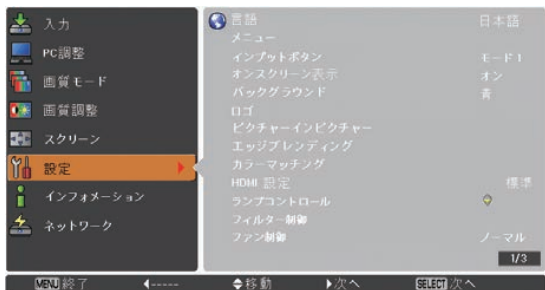 入力
PC調整
画質モード
画質調整
スクリーン
設定
インフォメーション
ネットワーク
言語 日本語
メニュー
インプットボタン モード1
オンスクリーン表示 オン
バックグラウンド 青
ロゴ
ピクチャーインピクチャー
エッジブレンディング
カラーマッチング
HDMI 設定 標準
ランプコントロール
フィルター制御
ファン制御 ノーマル
1/3
MENU 終了 ----- 移動 次へ SELECT 次へ